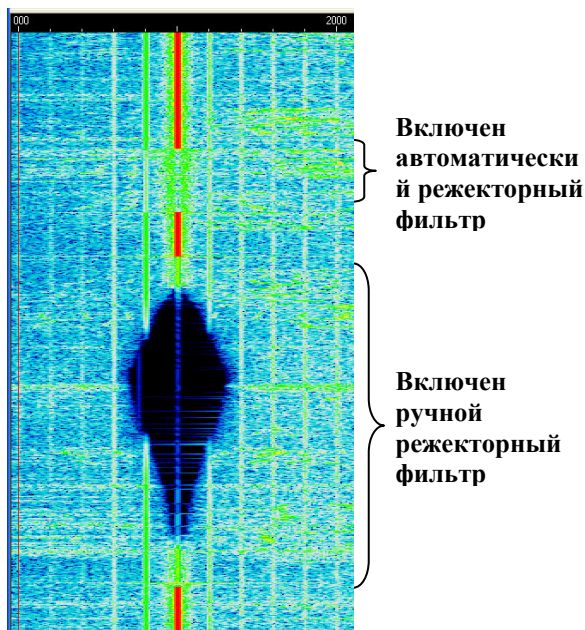 000 2000
Включен
автоматически
й режекторный
фильтр
Включен
ручной
режекторный
фильтр